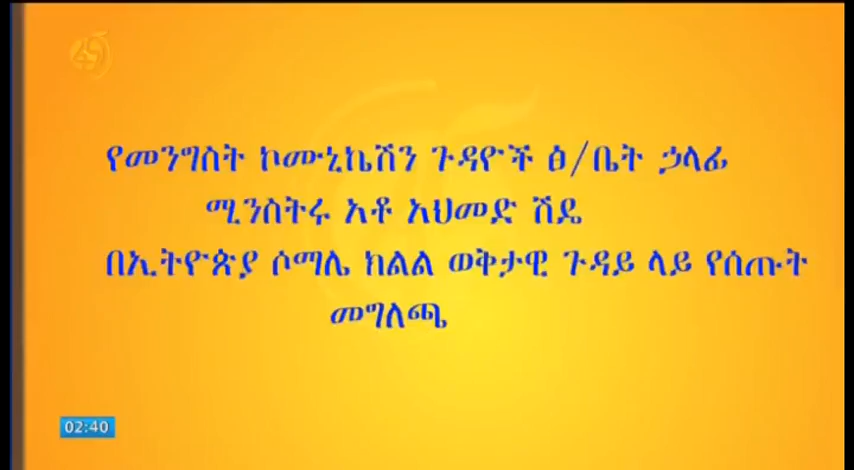 የመንግስት ኮሙኒኬሽን ጉዳዮች ፅ/ቤት ኃላፊ
ሚንስትሩ አቶ አህመድ ሽዴ
በኢትዮጵያ ሶማሌ ክልል ወቅታዊ ጉዳይ ላይ የሰጡት
መግለጫ
02:40